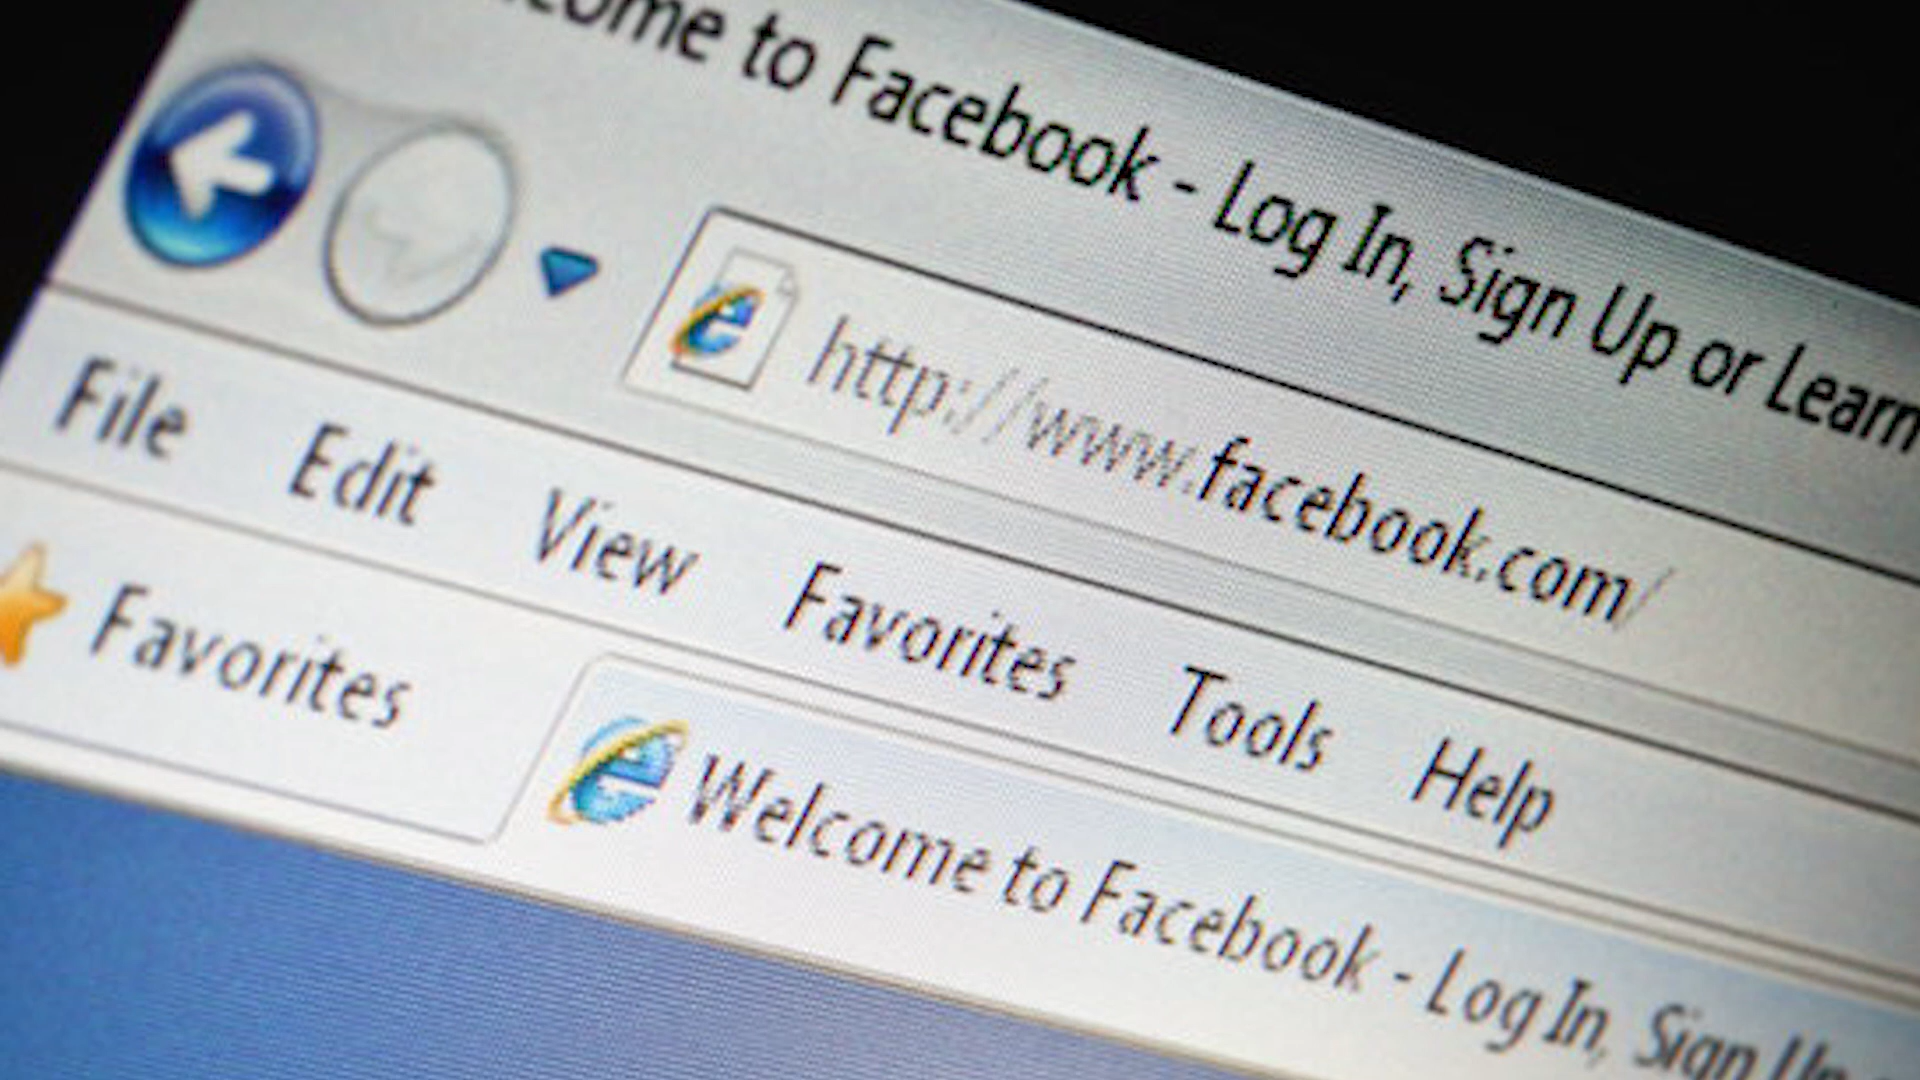 to Facebook - Log In, Sign Up or Learn
http://www.facebook.com/
File Edit View Favorites Tools Help
Favorites
Welcome to Facebook - Log In, Sign Up